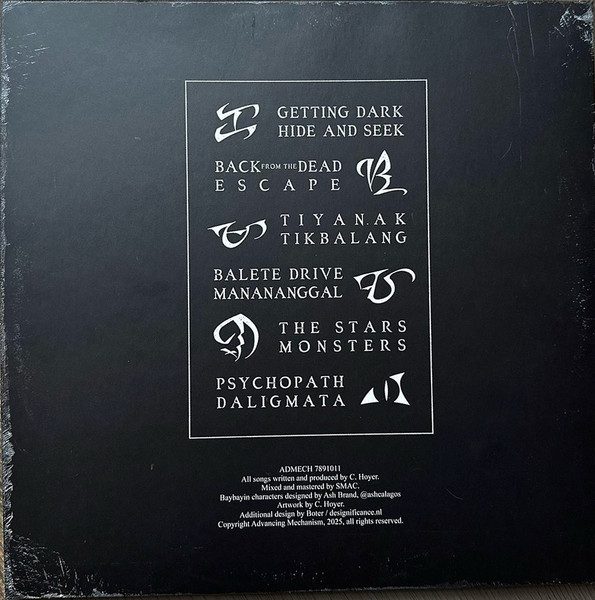 GETTING DARK
HIDE AND SEEK
BACK FROM THE DEAD
ESCAPE
TIYANAK
TIKBALANG
BALETE DRIVE
MANANANGGAL
THE STARS
MONSTERS
PSYCHOPATH
DALIGMATA
ADMECH 7891011
All songs written and produced by C. Hoyer.
Mixed and mastered by SMAC.
Baybayin characters designed by Ash Brand, @ashealagos
Artwork by C. Hoyer.
Additional design by Boter / designificance.nl
Copyright Advancing Mechanism, 2025, all rights reserved.